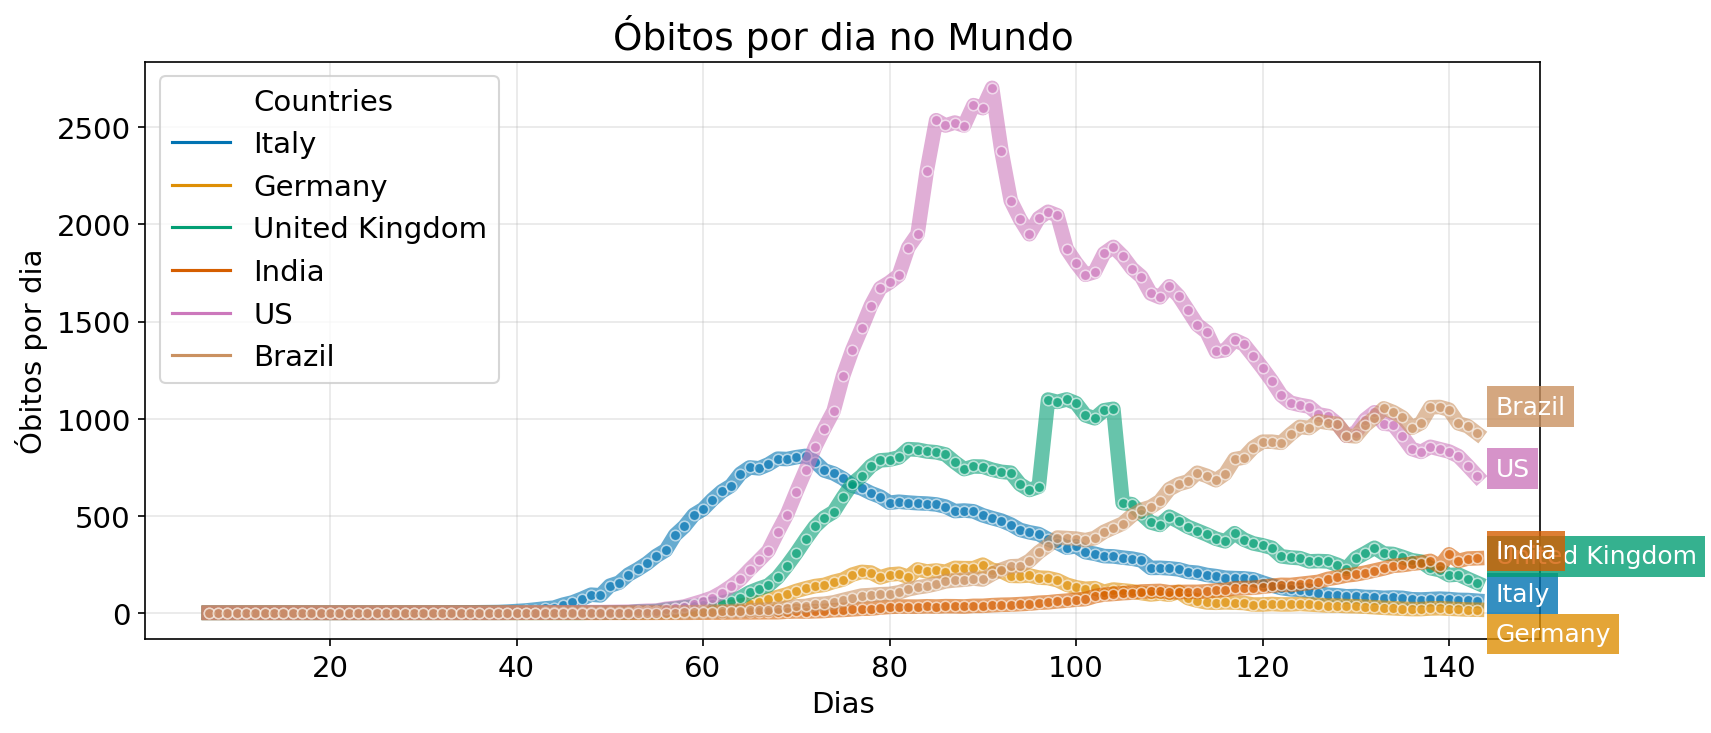 Óbitos por dia no Mundo
Countries
Italy
Germany
United Kingdom
India
US
Brazil
Óbitos por dia
2500
2000
1500
1000
500
0
Brazil
US
India
d Kingdom
Italy
Germany
20 40 60 80 100 120 140
Dias